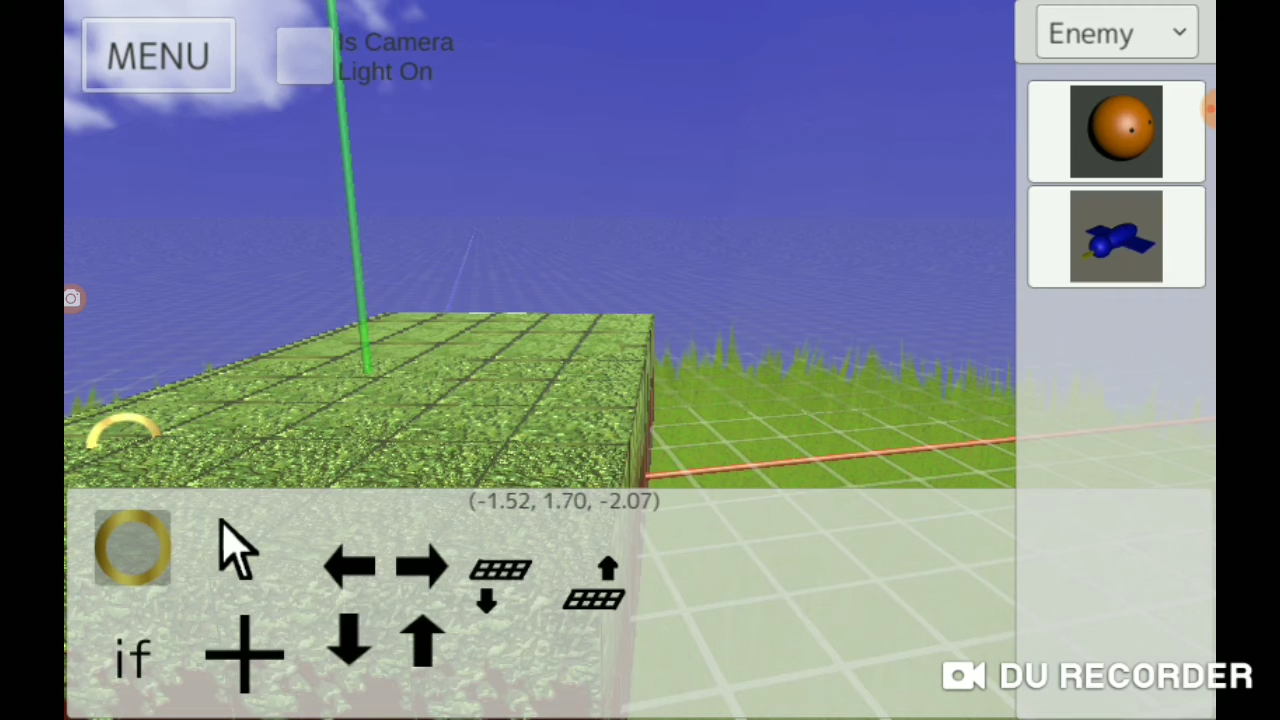 MENU
Is Camera
Light On
Enemy
(-1.52, 1.70, -2.07)
if
DU RECORDER